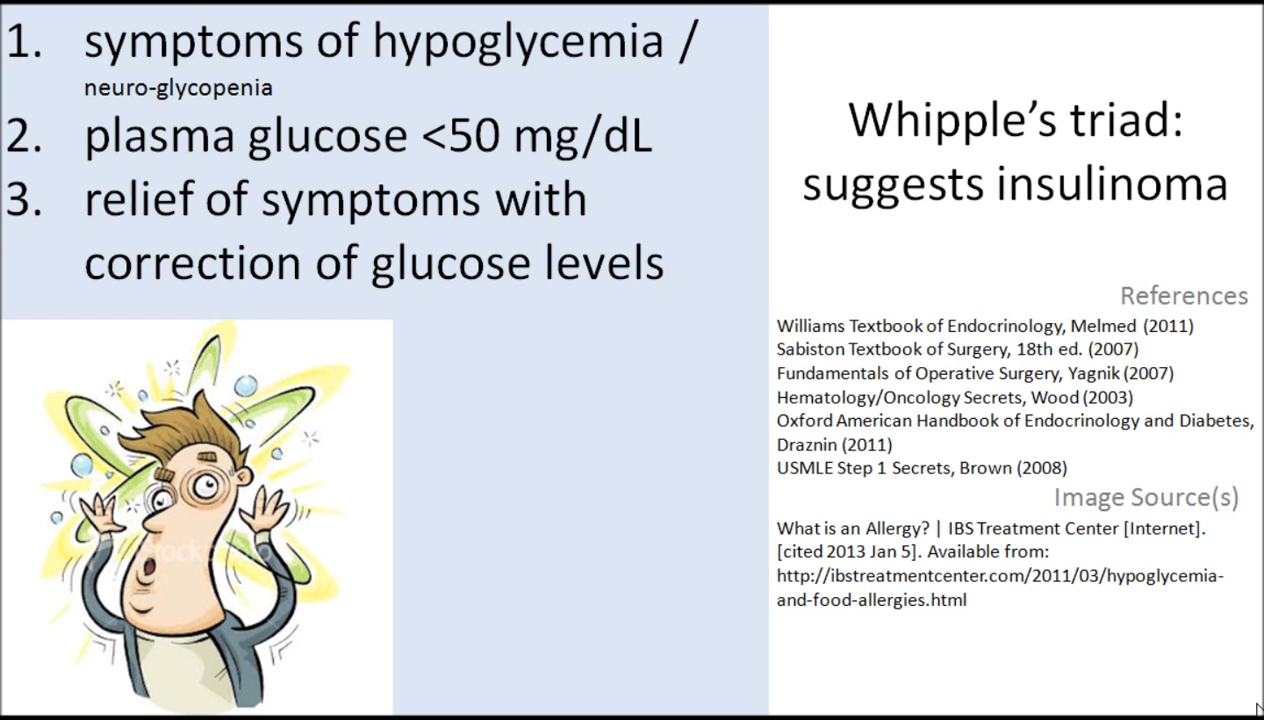 1. symptoms of hypoglycemia /
neuro-glycopenia
2. plasma glucose <50 mg/dL
3. relief of symptoms with
correction of glucose levels
Whipple’s triad:
suggests insulinoma
References
Williams Textbook of Endocrinology, Melmed (2011)
Sabiston Textbook of Surgery, 18th ed. (2007)
Fundamentals of Operative Surgery, Yagnik (2007)
Hematology/Oncology Secrets, Wood (2003)
Oxford American Handbook of Endocrinology and Diabetes,
Draznin (2011)
USMLE Step 1 Secrets, Brown (2008)
Image Source(s)
What is an Allergy? | IBS Treatment Center [Internet].
[cited 2013 Jan 5]. Available from:
http://ibstreatmentcenter.com/2011/03/hypoglycemia-
and-food-allergies.html